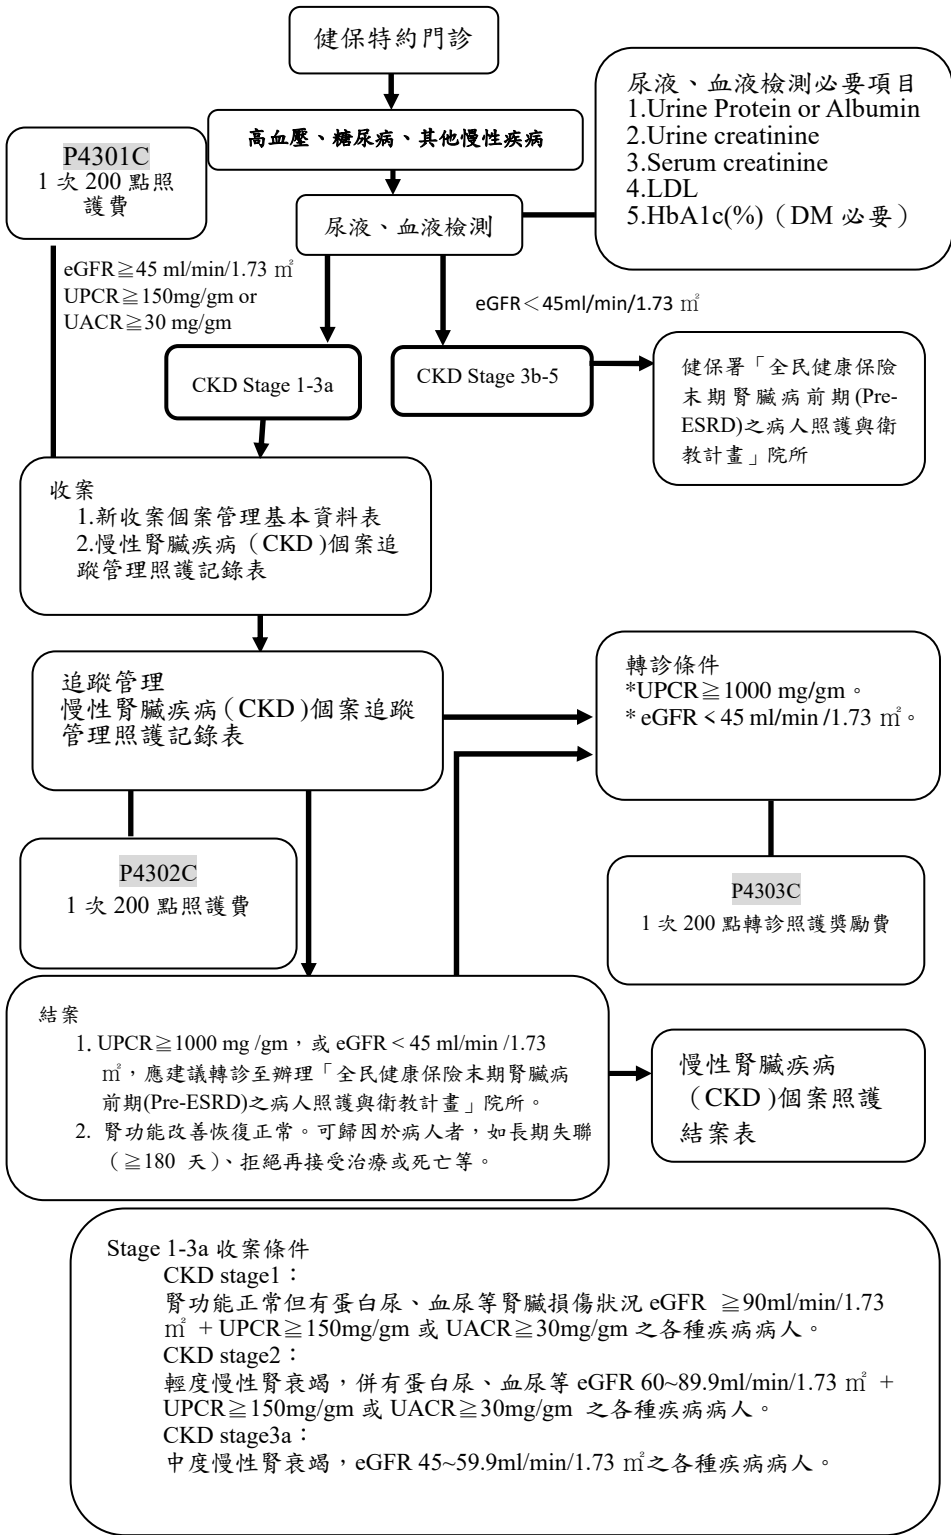 健保特約門診
高血壓、糖尿病、其他慢性疾病
尿液、血液檢測必要項目
1.Urine Protein or Albumin
2.Urine creatinine
3.Serum creatinine
4.LDL
5.HbA1c(%)（DM 必要）
P4301C
1 次 200 點照
護費
尿液、血液檢測
eGFR≧45 ml/min/1.73 ㎡
UPCR≧150mg/gm or
UACR≧30 mg/gm
eGFR＜45ml/min/1.73 ㎡
CKD Stage 1-3a
CKD Stage 3b-5
健保署「全民健康保險
末期腎臟病前期(Pre-
ESRD)之病人照護與衛
教計畫」院所
收案
1.新收案個案管理基本資料表
2.慢性腎臟疾病（CKD )個案追
蹤管理照護記錄表
追蹤管理
慢性腎臟疾病（CKD )個案追蹤
管理照護記錄表
轉診條件
*UPCR≧1000 mg/gm。
* eGFR < 45 ml/min /1.73 ㎡。
P4302C
1 次 200 點照護費
P4303C
1 次 200 點轉診照護獎勵費
結案
1. UPCR≧1000 mg /gm，或 eGFR < 45 ml/min /1.73
㎡，應建議轉診至辦理「全民健康保險末期腎臟病
前期(Pre-ESRD)之病人照護與衛教計畫」院所。
2. 腎功能改善恢復正常。可歸因於病人者，如長期失聯
（≧180 天）、拒絕再接受治療或死亡等。
慢性腎臟疾病
（CKD )個案照護
結案表
Stage 1-3a 收案條件
CKD stage1：
腎功能正常但有蛋白尿、血尿等腎臟損傷狀況 eGFR ≧90ml/min/1.73
㎡ + UPCR≧150mg/gm 或 UACR≧30mg/gm 之各種疾病病人。
CKD stage2：
輕度慢性腎衰竭，併有蛋白尿、血尿等 eGFR 60~89.9ml/min/1.73 ㎡ +
UPCR≧150mg/gm 或 UACR≧30mg/gm 之各種疾病病人。
CKD stage3a：
中度慢性腎衰竭，eGFR 45~59.9ml/min/1.73 ㎡之各種疾病病人。